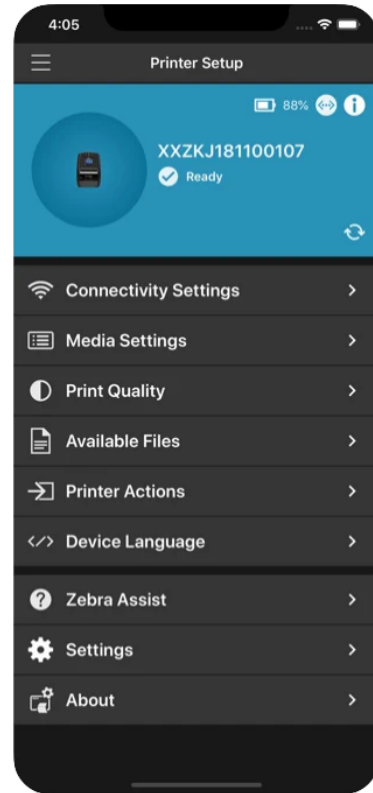 4:05
Printer Setup
88%
XXZKJ181100107
Ready
Connectivity Settings
Media Settings
Print Quality
Available Files
Printer Actions
Device Language
Zebra Assist
Settings
About